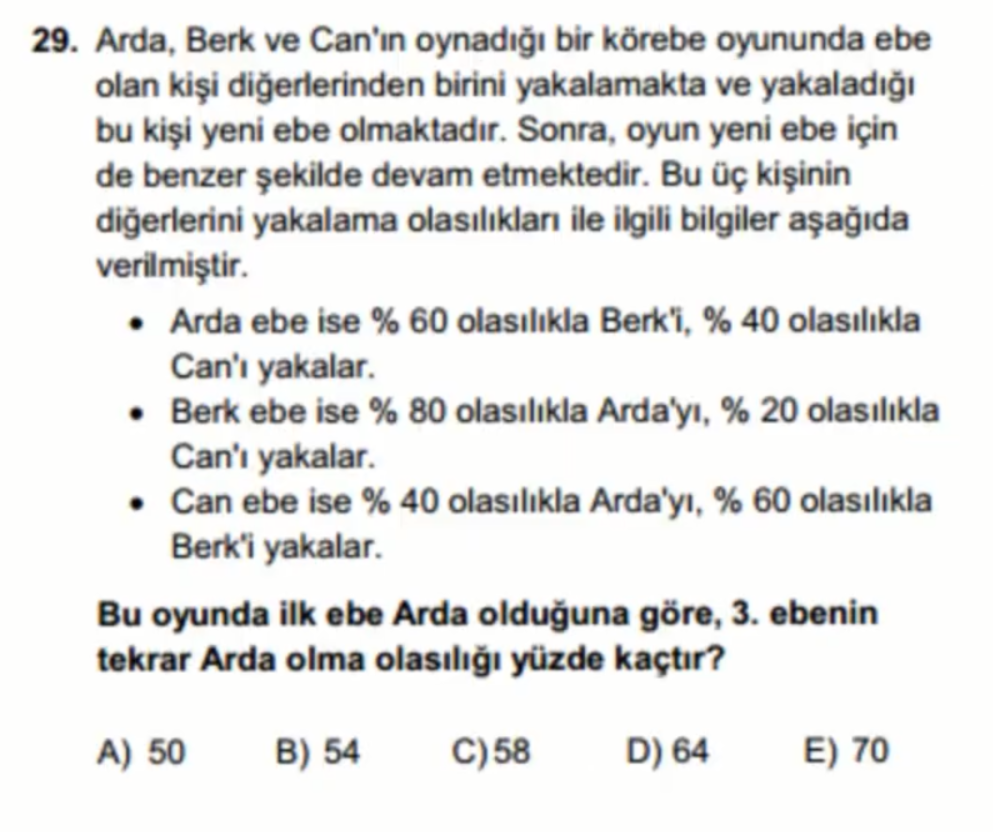 29. Arda, Berk ve Can'ın oynadığı bir körebe oyununda ebe
olan kişi diğerlerinden birini yakalamakta ve yakaladığı
bu kişi yeni ebe olmaktadır. Sonra, oyun yeni ebe için
de benzer şekilde devam etmektedir. Bu üç kişinin
diğerlerini yakalama olasılıkları ile ilgili bilgiler aşağıda
verilmiştir.
• Arda ebe ise % 60 olasılıkla Berk'i, % 40 olasılıkla
Can'ı yakalar.
• Berk ebe ise % 80 olasılıkla Arda'yı, % 20 olasılıkla
Can'ı yakalar.
• Can ebe ise % 40 olasılıkla Arda'yı, % 60 olasılıkla
Berk'i yakalar.
Bu oyunda ilk ebe Arda olduğuna göre, 3. ebenin
tekrar Arda olma olasılığı yüzde kaçtır?
A) 50 B) 54 C) 58 D) 64 E) 70